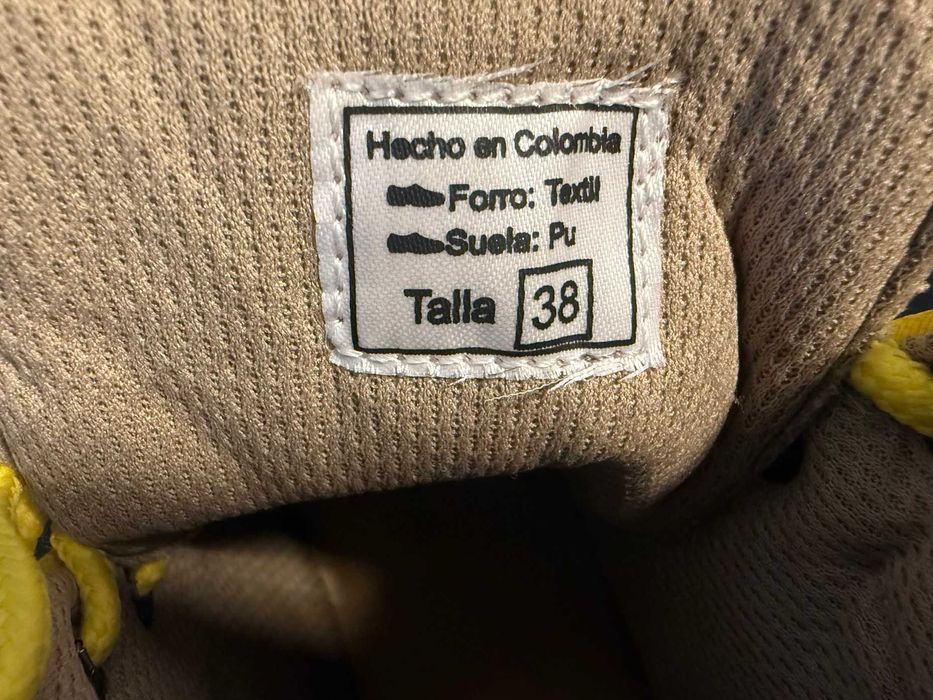 Hecho en Colombia
Forro: Textil
Suela: Pu
Talla 38